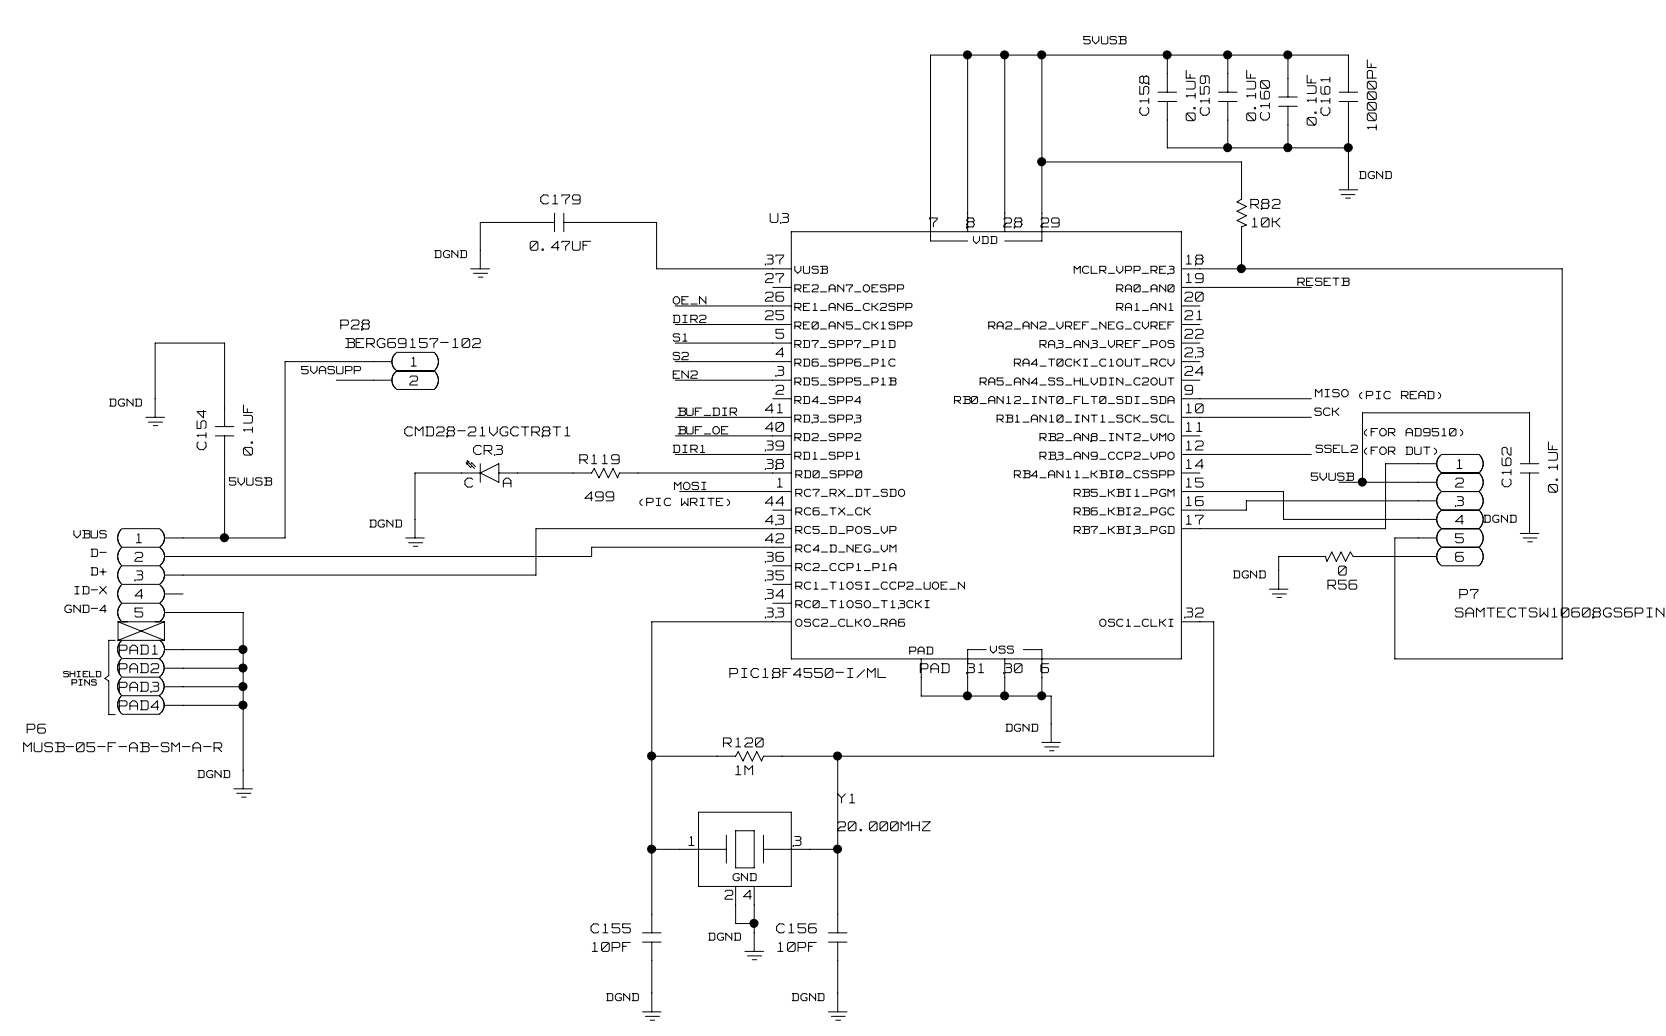 5VUSB
C158
0.1UF
C159
0.1UF
C160
0.1UF
C161
10000PF
DGND
C179
0.47UF
DGND
R82
10K
U3
7
8
28
29
VDD
37
VUSB
27
RE2_AN7_OESPP
OE_N
26
RE1_AN6_CK2SPP
DIR2
25
RE0_AN5_CK1SPP
S1
5
RD7_SPP7_P1D
S2
4
RD6_SPP6_P1C
EN2
3
RD5_SPP5_P1B
2
RD4_SPP4
BUF_DIR
41
RD3_SPP3
BUF_OE
40
RD2_SPP2
DIR1
39
RD1_SPP1
38
RD0_SPP0
MOSI
(PIC WRITE)
1
RC7_RX_DT_SDO
44
RC6_TX_CK
43
RC5_D_POS_VP
42
RC4_D_NEG_VM
36
RC2_CCP1_P1A
35
RC1_T1OSI_CCP2_UOE_N
34
RC0_T1OSO_T13CKI
33
OSC2_CLKO_RA6
MCLR_VPP_RE3
18
RA0_AN0
19
RESETB
RA1_AN1
20
RA2_AN2_VREF_NEG_CVREF
21
RA3_AN3_VREF_POS
22
RA4_T0CKI_C1OUT_RCV
23
RA5_AN4_SS_HLVDIN_C2OUT
24
RB0_AN12_INT0_FLT0_SDI_SDA
9
MISO (PIC READ)
RB1_AN10_INT1_SCK_SCL
10
SCK
RB2_AN8_INT2_VMO
11
(FOR AD9510)
RB3_AN9_CCP2_VPO
12
SSEL2 (FOR DUT)
RB4_AN11_KBI0_CSSPP
14
RB5_KBI1_PGM
15
RB6_KBI2_PGC
16
RB7_KBI3_PGD
17
OSC1_CLKI
32
PAD
VSS
PAD
31
30
6
PIC18F4550-I/ML
DGND
P28
BERG69157-102
1
2
5VASUPP
DGND
C154
0.1UF
5VUSB
CMD28-21VGCTR8T1
CR3
C
A
R119
499
DGND
VBUS
1
D-
2
D+
3
ID-X
4
GND-4
5
PAD1
PAD2
PAD3
PAD4
SHIELD
PINS
P6
MUSB-05-F-AB-SM-A-R
DGND
5VUSB
1
2
3
4
5
6
C162
0.1UF
DGND
DGND
0
R56
P7
SAMTECTSW10608GS6PIN
R120
1M
Y1
20.000MHZ
1
3
GND
2
4
DGND
C155
10PF
DGND
C156
10PF
DGND